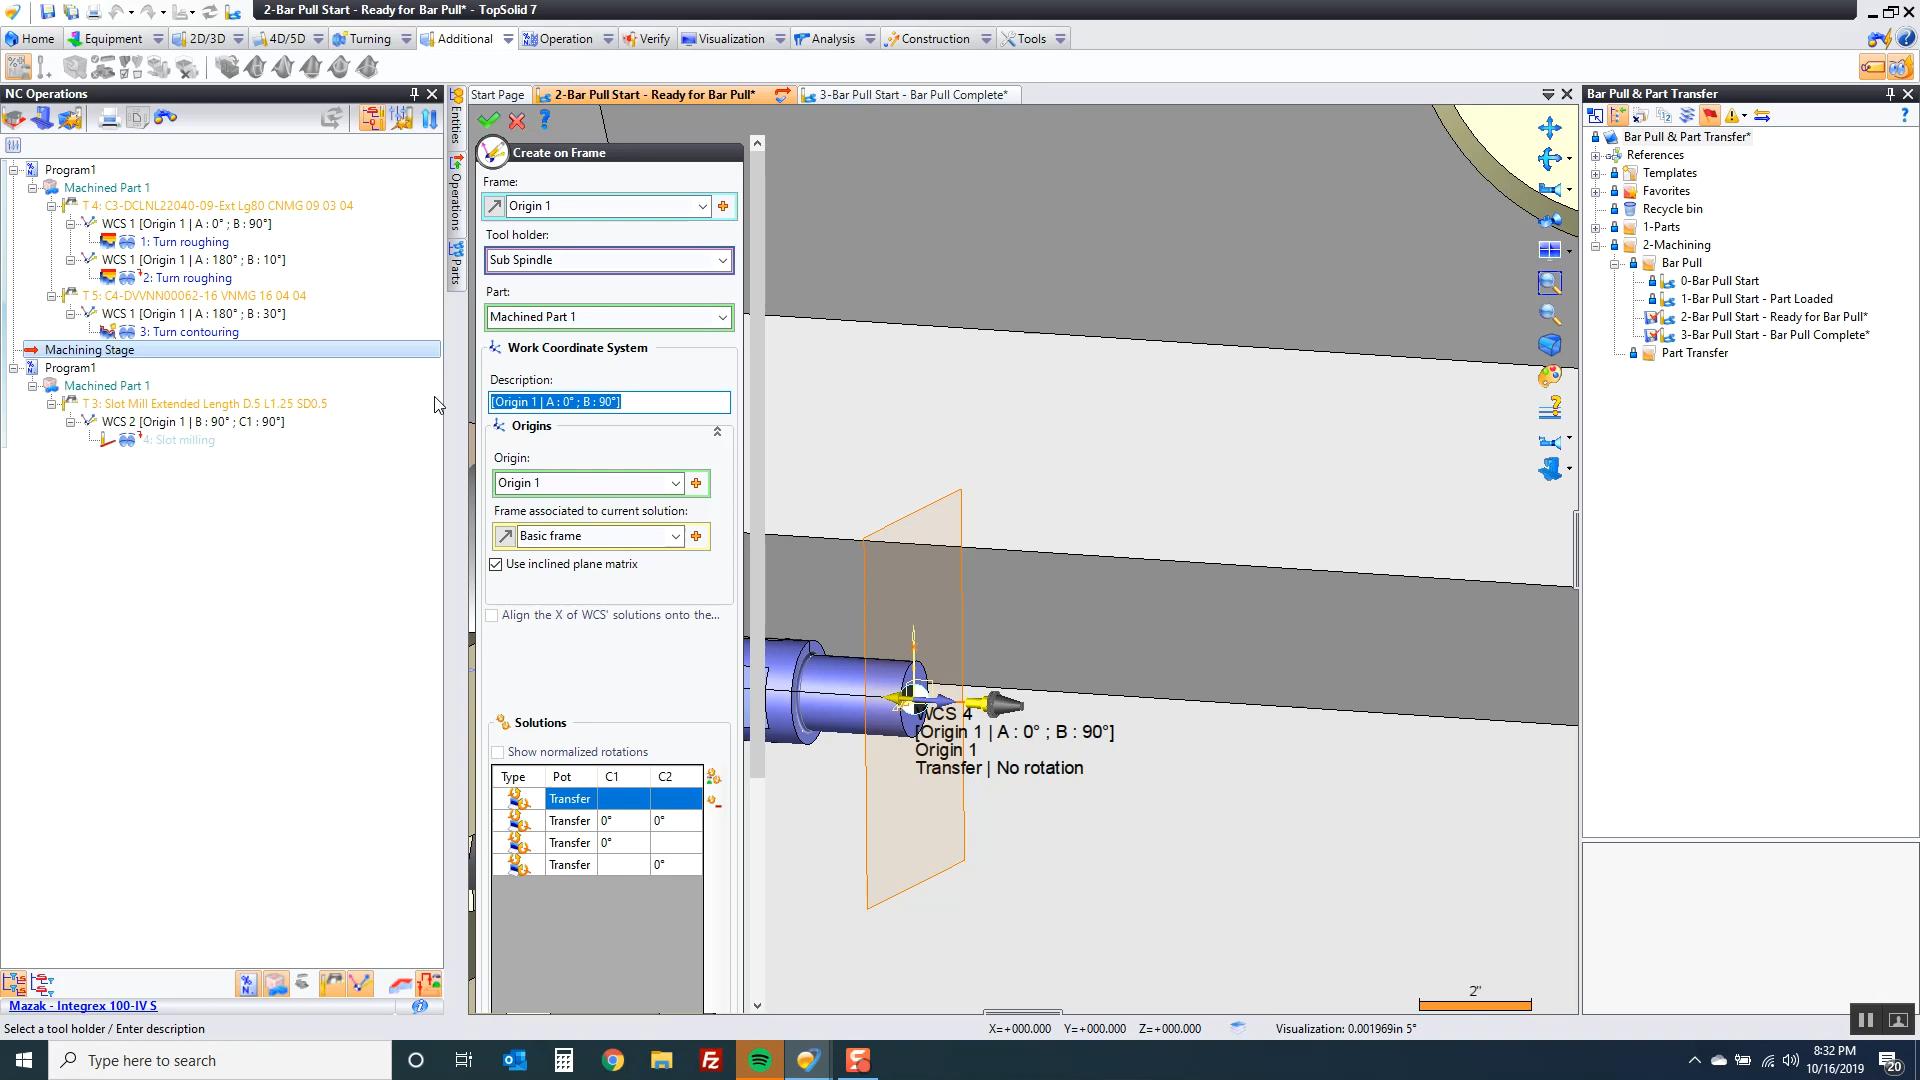 2-Bar Pull Start - Ready for Bar Pull* - TopSolid 7
Home
Equipment
2D/3D
4D/5D
Turning
Additional
Operation
Verify
Visualization
Analysis
Construction
Tools
NC Operations
Program1
Machined Part 1
T 4: C3-DCLNL22040-09-Ext Lg80 CNMG 09 03 04
WCS 1 [Origin 1 | A : 0° ; B : 90°]
1: Turn roughing
WCS 1 [Origin 1 | A : 180° ; B : 10°]
2: Turn roughing
T 5: C4-DVVNN00062-16 VNMG 16 04 04
WCS 1 [Origin 1 | A : 180° ; B : 30°]
3: Turn contouring
Machining Stage
Program1
Machined Part 1
T 3: Slot Mill Extended Length D.5 L1.25 SD0.5
WCS 2 [Origin 1 | B : 90° ; C1 : 90°]
4: Slot milling
Mazak - Integrex 100-IV S
Select a tool holder / Enter description
Entities
Operations
Parts
Start Page
2-Bar Pull Start - Ready for Bar Pull*
3-Bar Pull Start - Bar Pull Complete*
Create on Frame
Frame:
Origin 1
Tool holder:
Sub Spindle
Part:
Machined Part 1
Work Coordinate System
Description:
[Origin 1 | A : 0° ; B : 90°]
Origins
Origin:
Origin 1
Frame associated to current solution:
Basic frame
Use inclined plane matrix
Align the X of WCS' solutions onto the...
Solutions
Show normalized rotations
Type Pot C1 C2
Transfer
Transfer 0° 0°
Transfer 0°
Transfer 0°
WCS 4
[Origin 1 | A : 0° ; B : 90°]
Origin 1
Transfer | No rotation
2"
X=+000.000 Y=+000.000 Z=+000.000
Visualization: 0.001969in 5°
Bar Pull & Part Transfer
Bar Pull & Part Transfer*
References
Templates
Favorites
Recycle bin
1-Parts
2-Machining
Bar Pull
0-Bar Pull Start
1-Bar Pull Start - Part Loaded
2-Bar Pull Start - Ready for Bar Pull*
3-Bar Pull Start - Bar Pull Complete*
Part Transfer
Type here to search
8:32 PM
10/16/2019
20